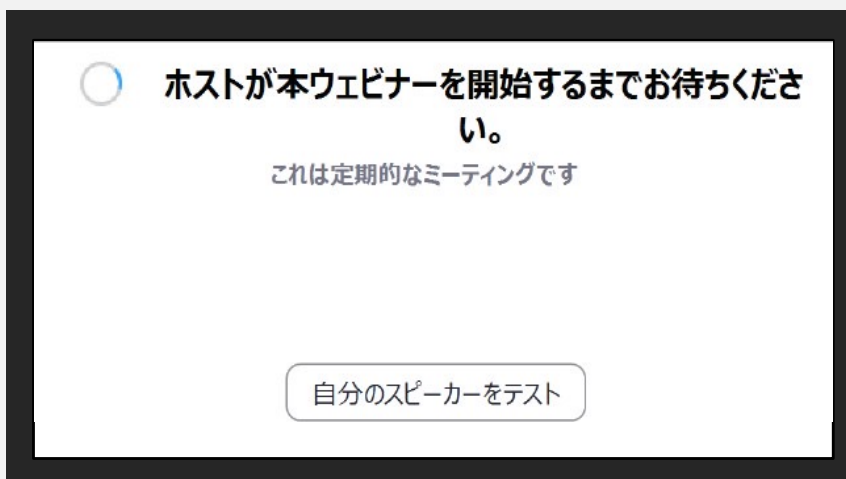 ホストが本ウェビナーを開始するまでお待ちくださ
い。
これは定期的なミーティングです
自分のスピーカーをテスト